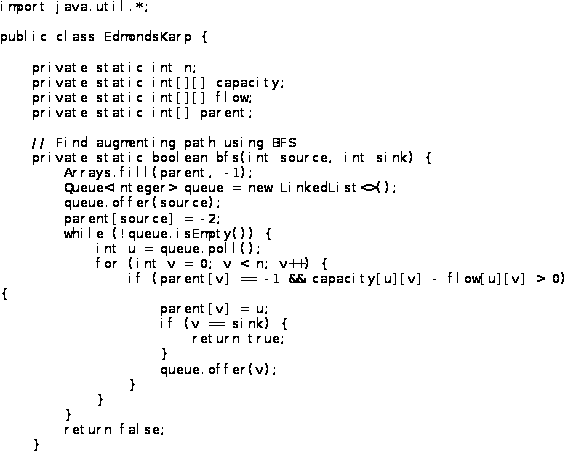 import java.util.*;

public class EdmondsKarp {

    private static int n;
    private static int[][] capacity;
    private static int[][] flow;
    private static int[] parent;

    // Find augmenting path using BFS
    private static boolean bfs(int source, int sink) {
        Arrays.fill(parent, -1);
        Queue<Integer> queue = new LinkedList<>();
        queue.offer(source);
        parent[source] = -2;
        while (!queue.isEmpty()) {
            int u = queue.poll();
            for (int v = 0; v < n; v++) {
                if (parent[v] == -1 && capacity[u][v] - flow[u][v] > 0)
{
                    parent[v] = u;
                    if (v == sink) {
                        return true;
                    }
                    queue.offer(v);
                }
            }
        }
        return false;
    }